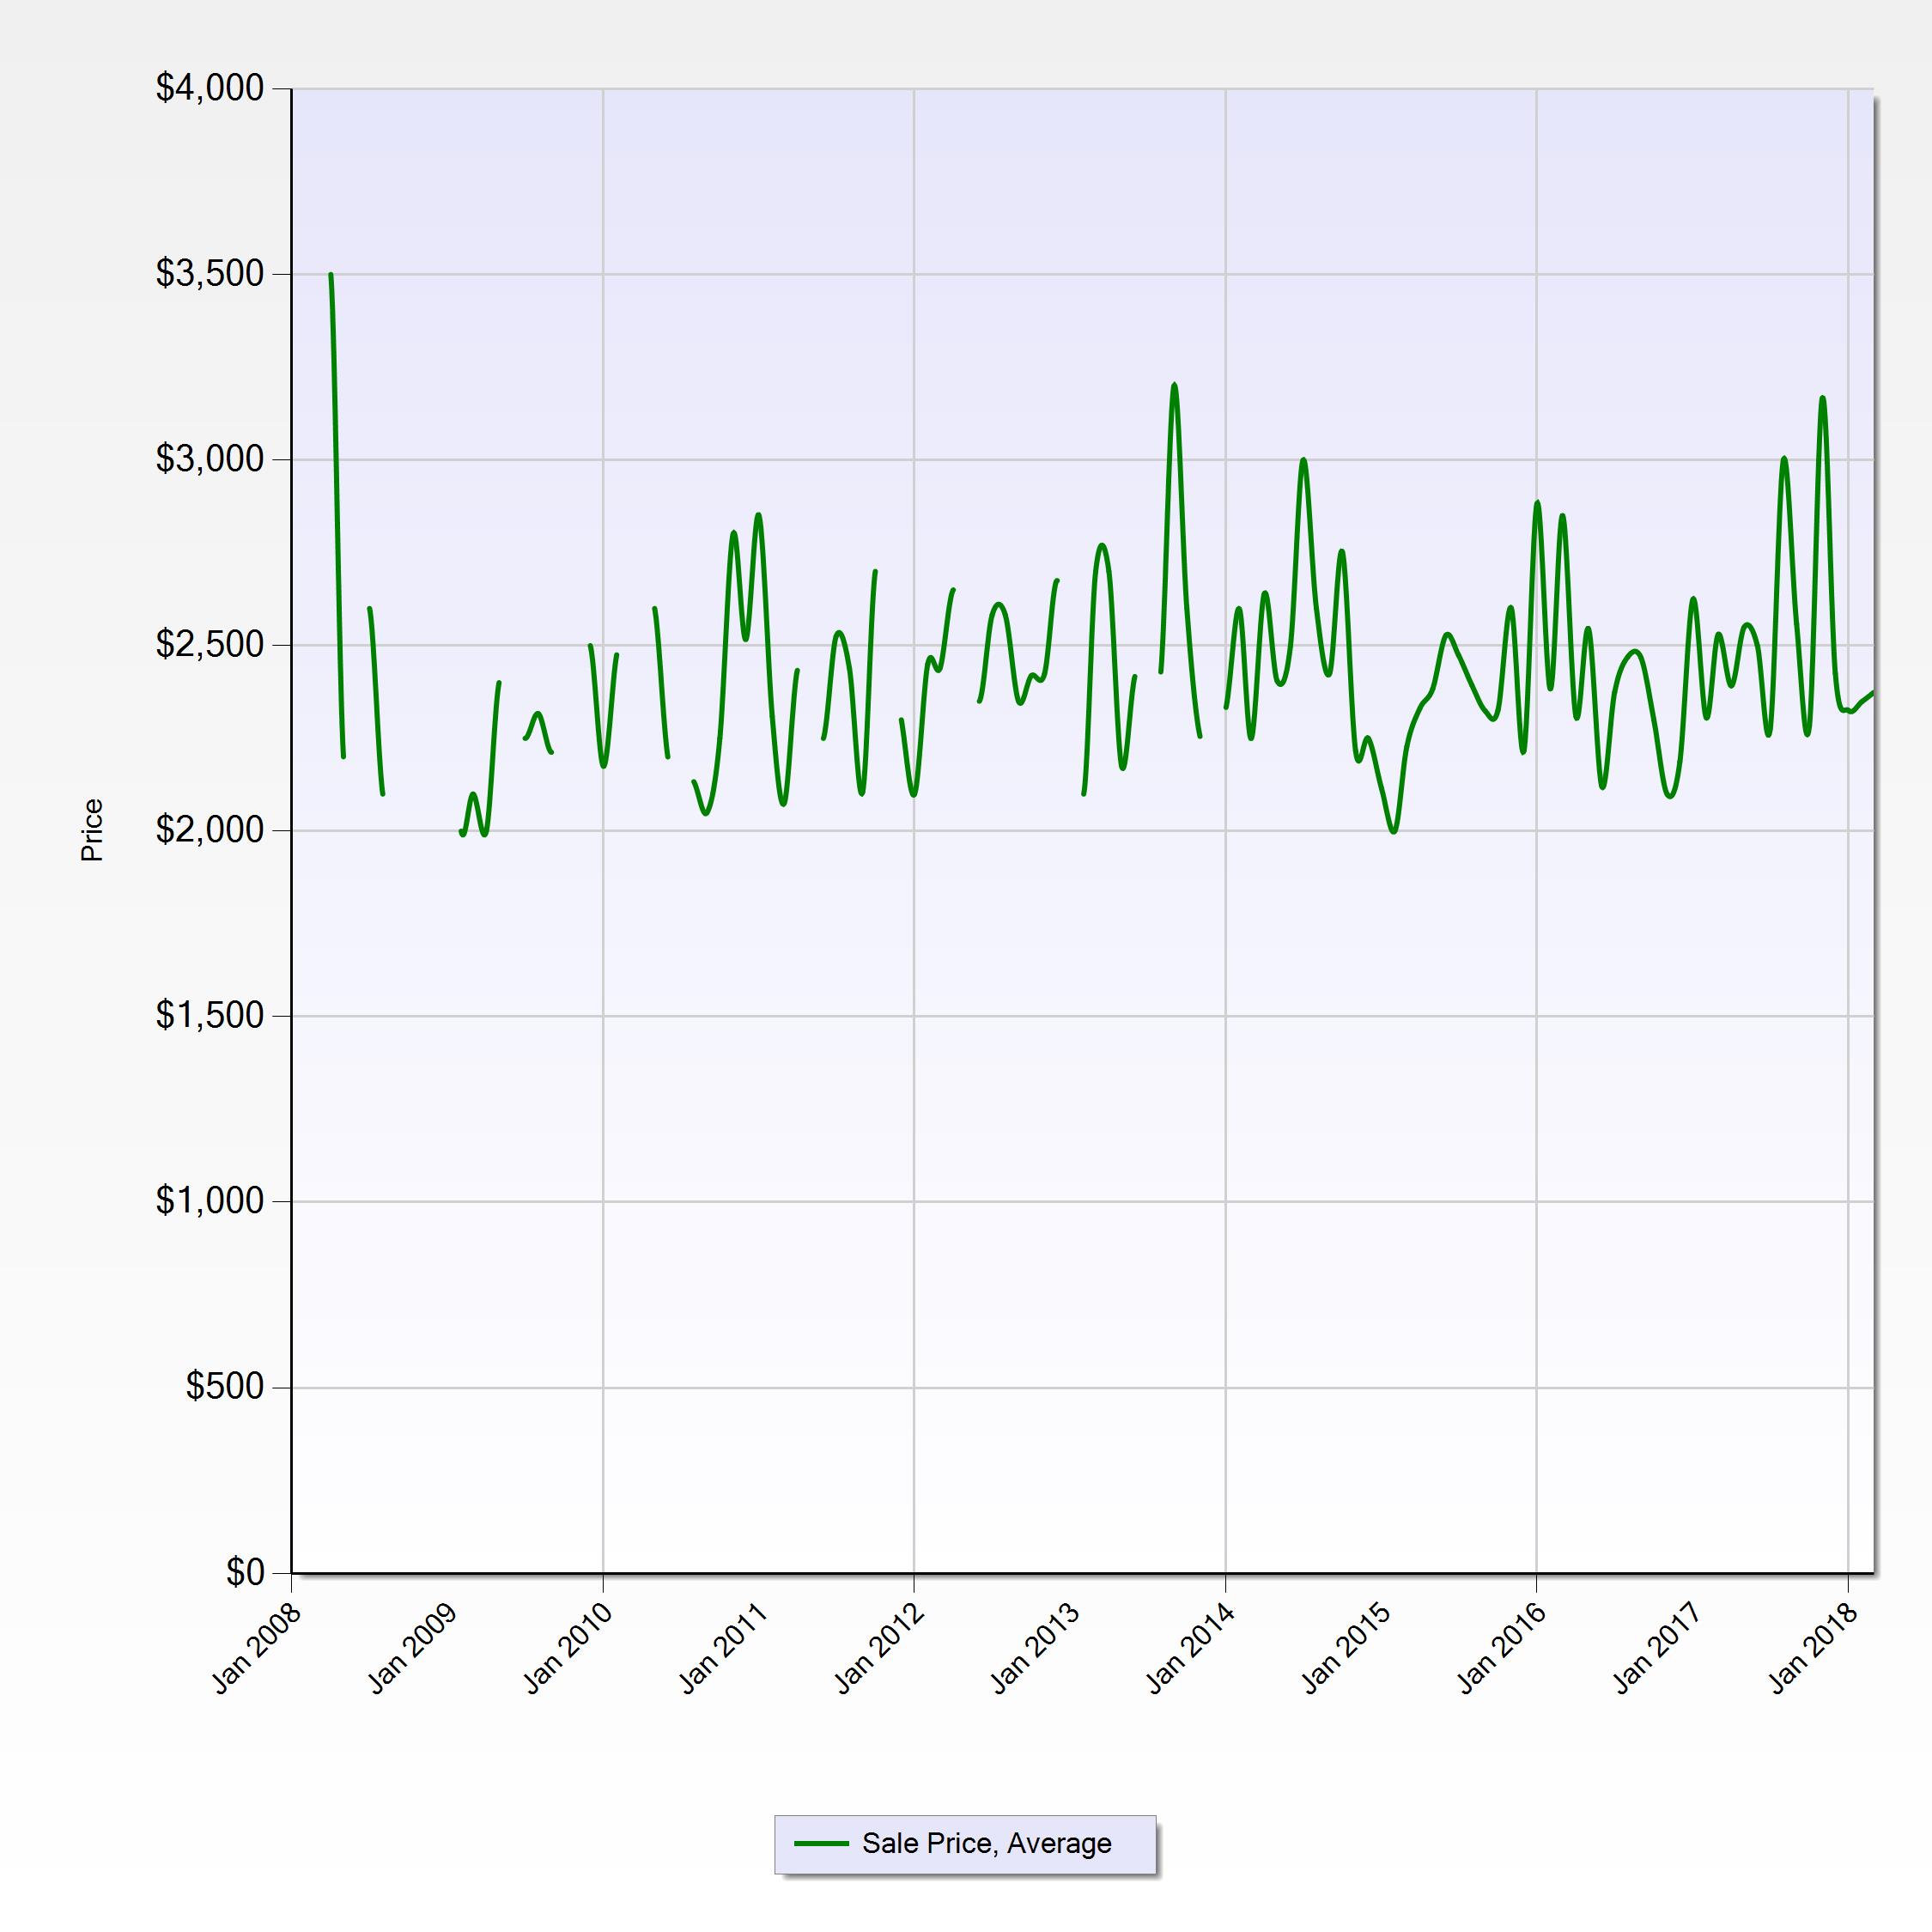 $4,000
$3,500
$3,000
$2,500
$2,000
$1,500
$1,000
$500
$0
Price
Jan 2008
Jan 2009
Jan 2010
Jan 2011
Jan 2012
Jan 2013
Jan 2014
Jan 2015
Jan 2016
Jan 2017
Jan 2018
Sale Price, Average